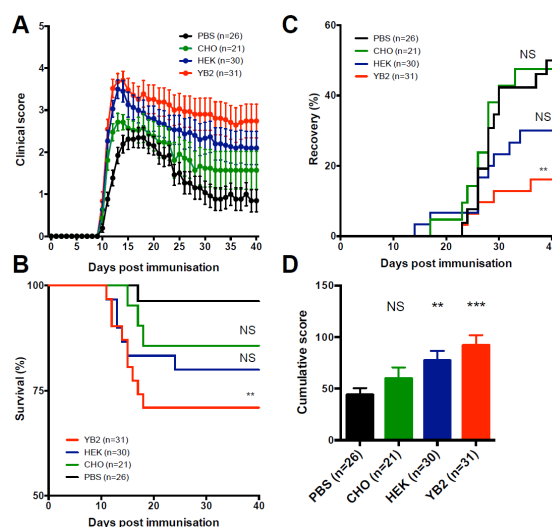 A
PBS (n=26)
CHO (n=21)
HEK (n=30)
YB2 (n=31)
Clinical score
5
4
3
2
1
0
0 5 10 15 20 25 30 35 40
Days post immunisation
B
Survival (%)
100
75
50
NS
NS
**
YB2 (n=31)
HEK (n=30)
CHO (n=21)
PBS (n=26)
0 10 20 30 40
Days post immunisation
C
PBS (n=26)
CHO (n=21)
HEK (n=30)
YB2 (n=31)
Recovery (%)
60
40
20
0
NS
NS
**
0 10 20 30 40
Days post immunisation
D
Cumulative score
150
100
50
0
NS ** ***
PBS (n=26)
CHO (n=21)
HEK (n=30)
YB2 (n=31)